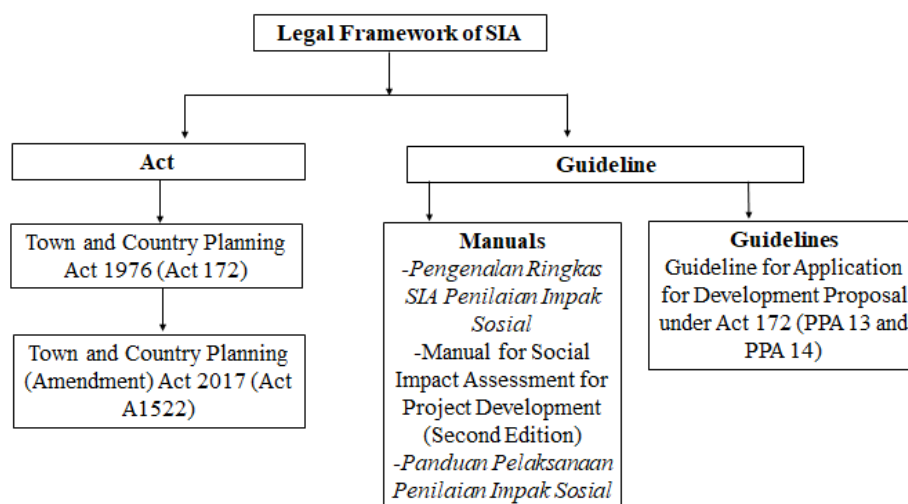 Legal Framework of SIA
Act
Guideline
Town and Country Planning
Act 1976 (Act 172)
Town and Country Planning
(Amendment) Act 2017 (Act
A1522)
Manuals
-Pengenalan Ringkas
SIA Penilaian Impak
Sosial
-Manual for Social
Impact Assessment for
Project Development
(Second Edition)
-Panduan Pelaksanaan
Penilaian Impak Sosial
Guidelines
Guideline for Application
for Development Proposal
under Act 172 (PPA 13 and
PPA 14)